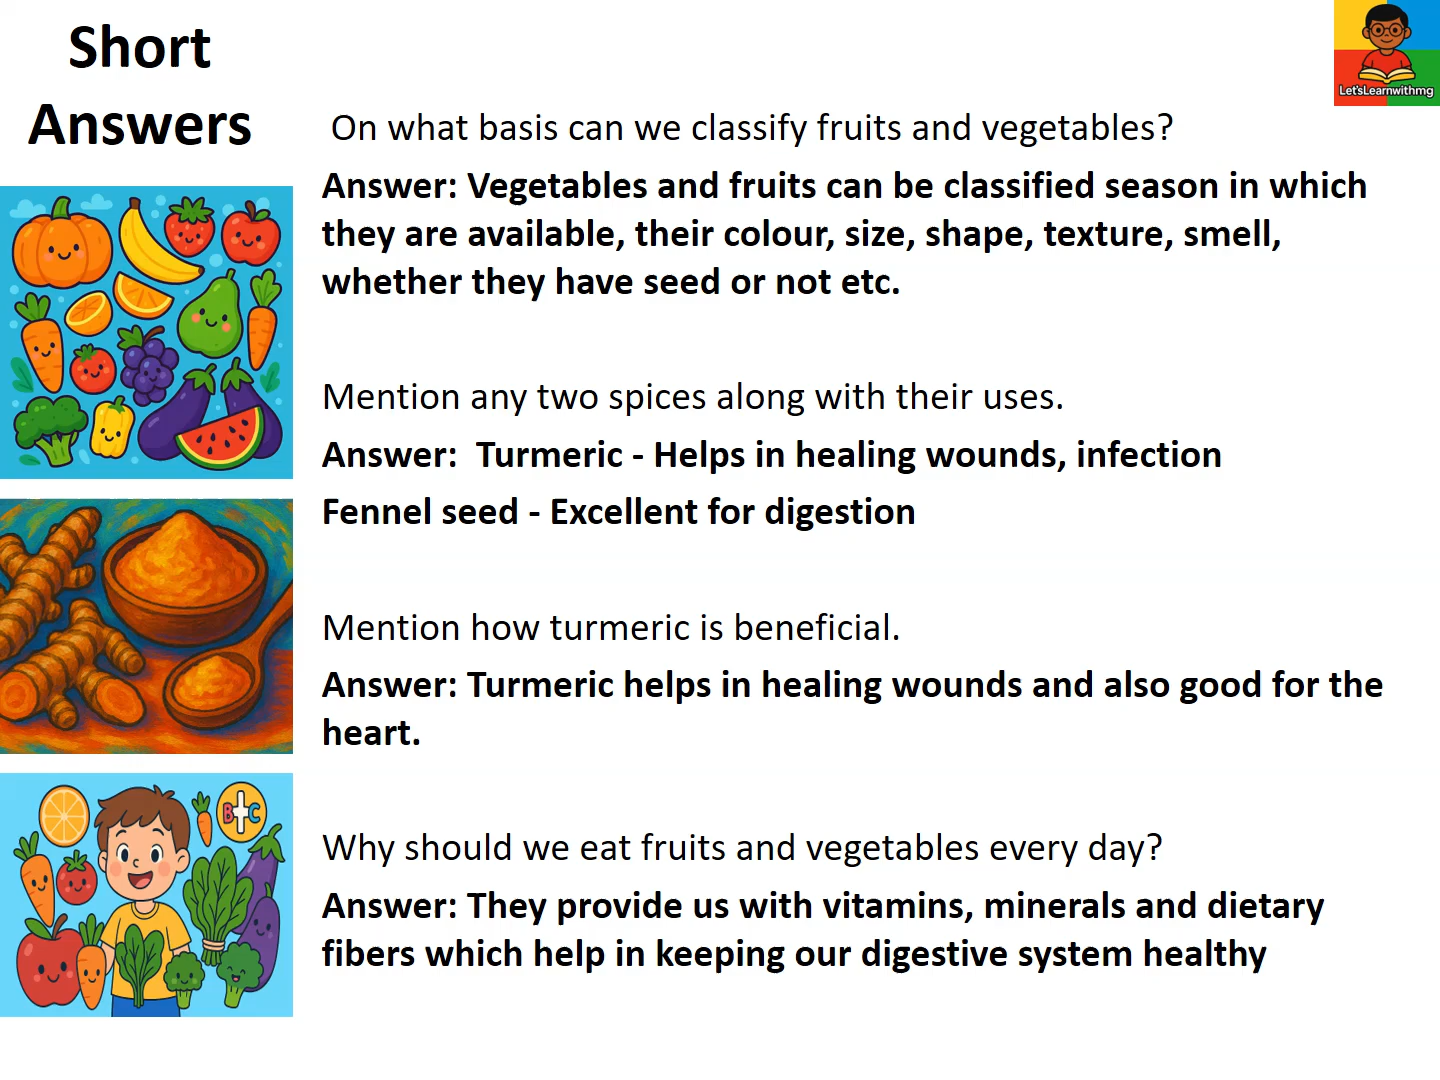 Short
Answers
Let'sLearnwithmg
On what basis can we classify fruits and vegetables?
Answer: Vegetables and fruits can be classified season in which
they are available, their colour, size, shape, texture, smell,
whether they have seed or not etc.
Mention any two spices along with their uses.
Answer:  Turmeric - Helps in healing wounds, infection
Fennel seed - Excellent for digestion
Mention how turmeric is beneficial.
Answer: Turmeric helps in healing wounds and also good for the
heart.
B C
Why should we eat fruits and vegetables every day?
Answer: They provide us with vitamins, minerals and dietary
fibers which help in keeping our digestive system healthy